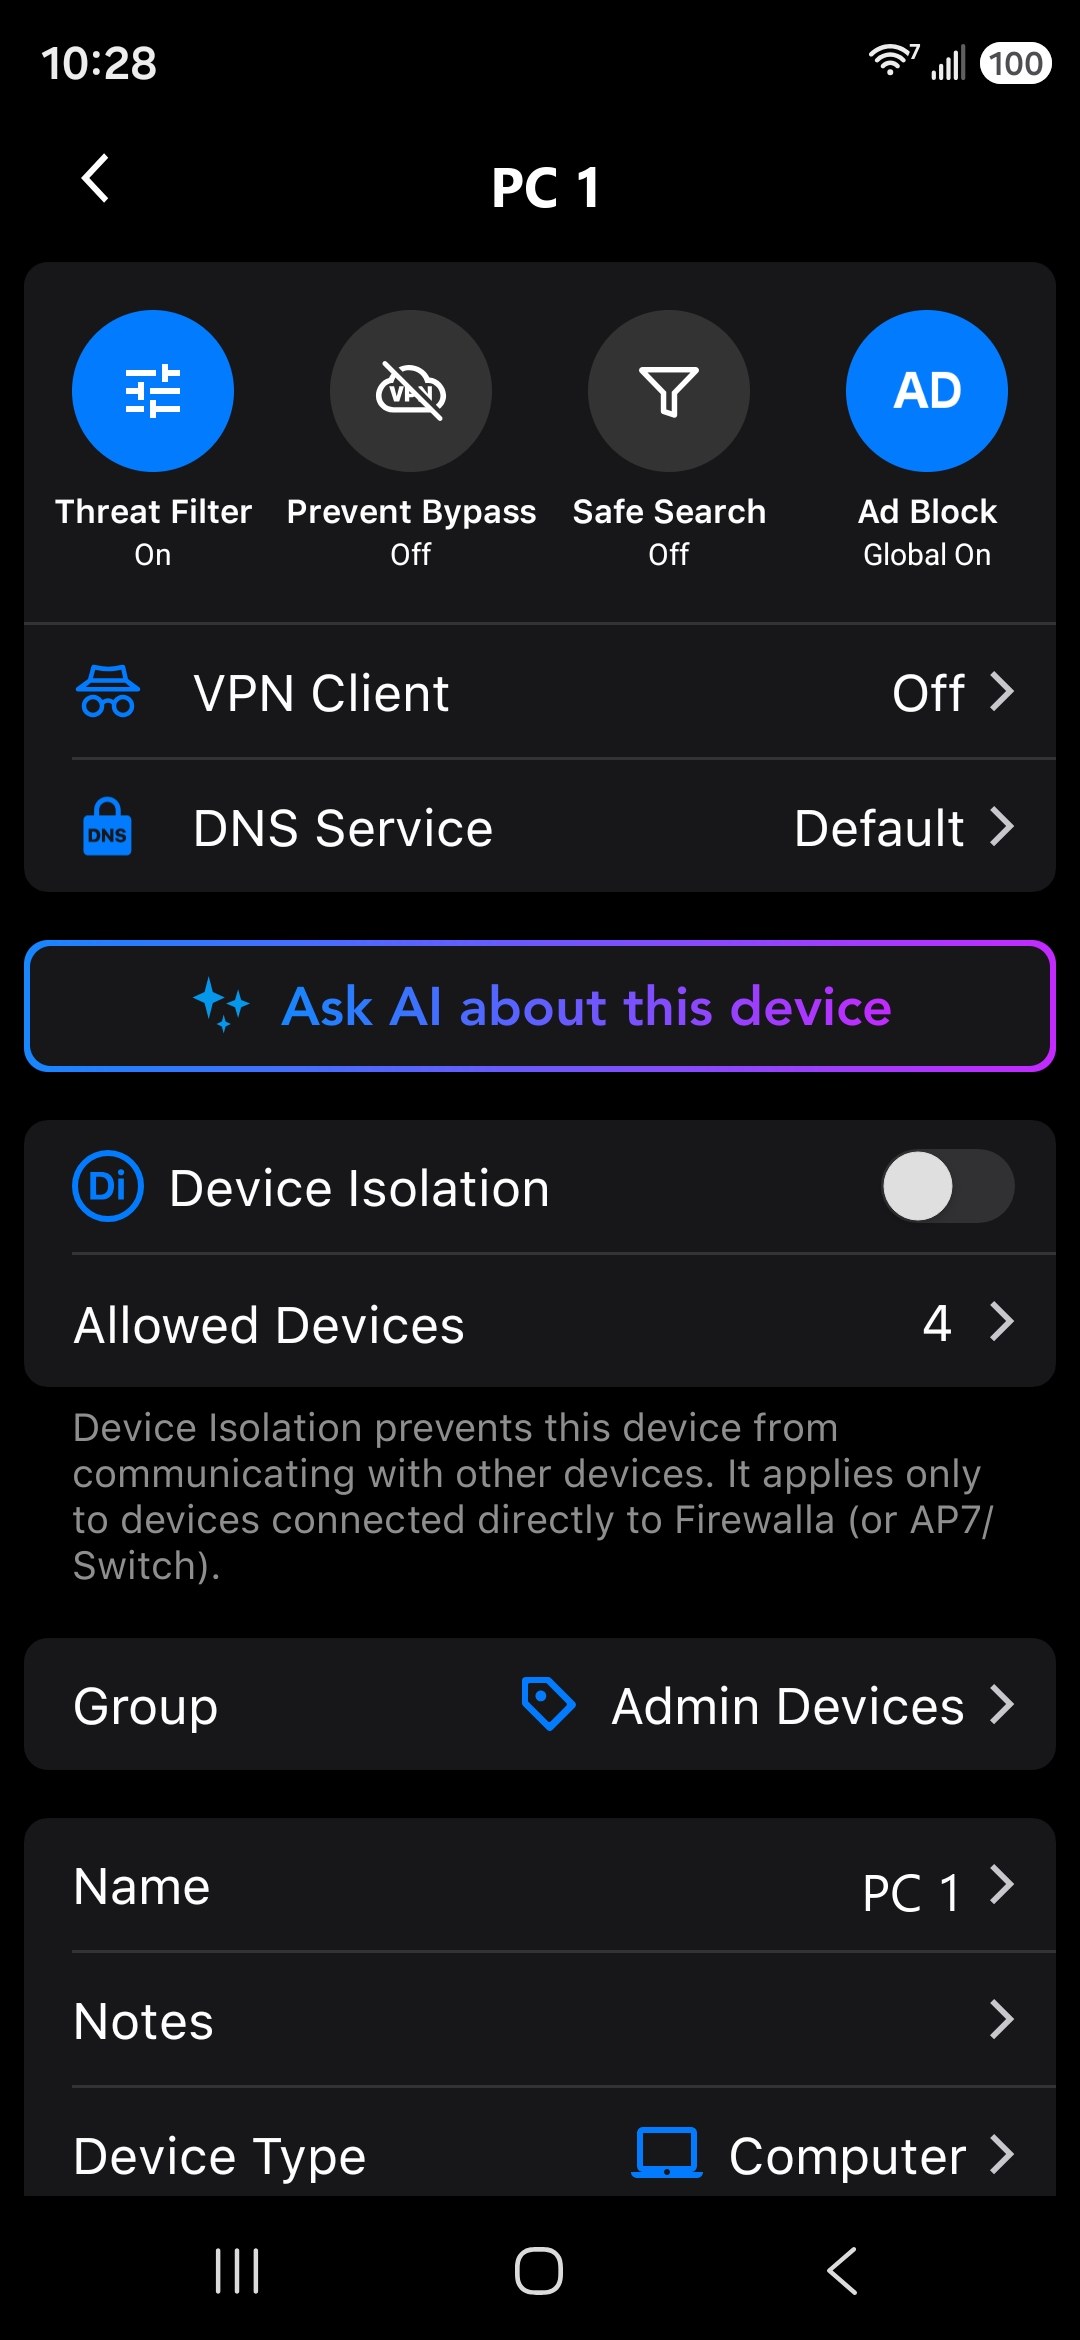 10:28
7
100
PC 1
VPN
AD
Threat Filter
Prevent Bypass
Safe Search
Ad Block
On
Off
Off
Global On
VPN Client
Off
DNS
DNS Service
Default
Ask AI about this device
Di
Device Isolation
Allowed Devices
4
Device Isolation prevents this device from
communicating with other devices. It applies only
to devices connected directly to Firewalla (or AP7/
Switch).
Group
Admin Devices
Name
PC 1
Notes
Device Type
Computer